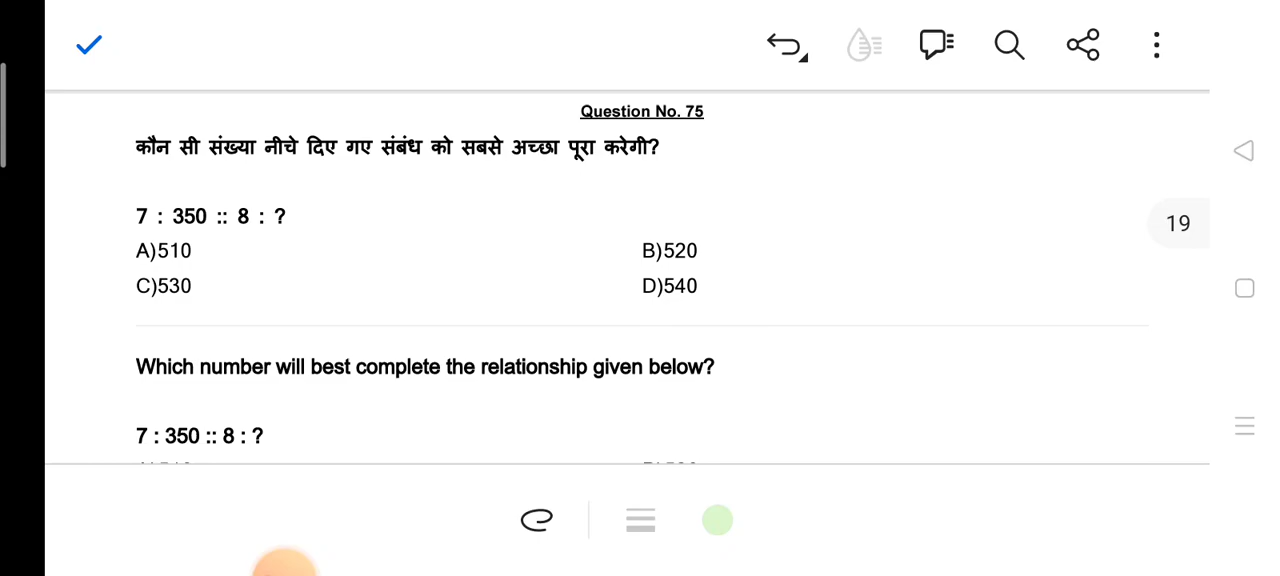 Question No. 75
कौन सी संख्या नीचे दिए गए संबंध को सबसे अच्छा पूरा करेगी?
7 : 350 :: 8 : ?
A)510 B)520
C)530 D)540
19
Which number will best complete the relationship given below?
7 : 350 :: 8 : ?